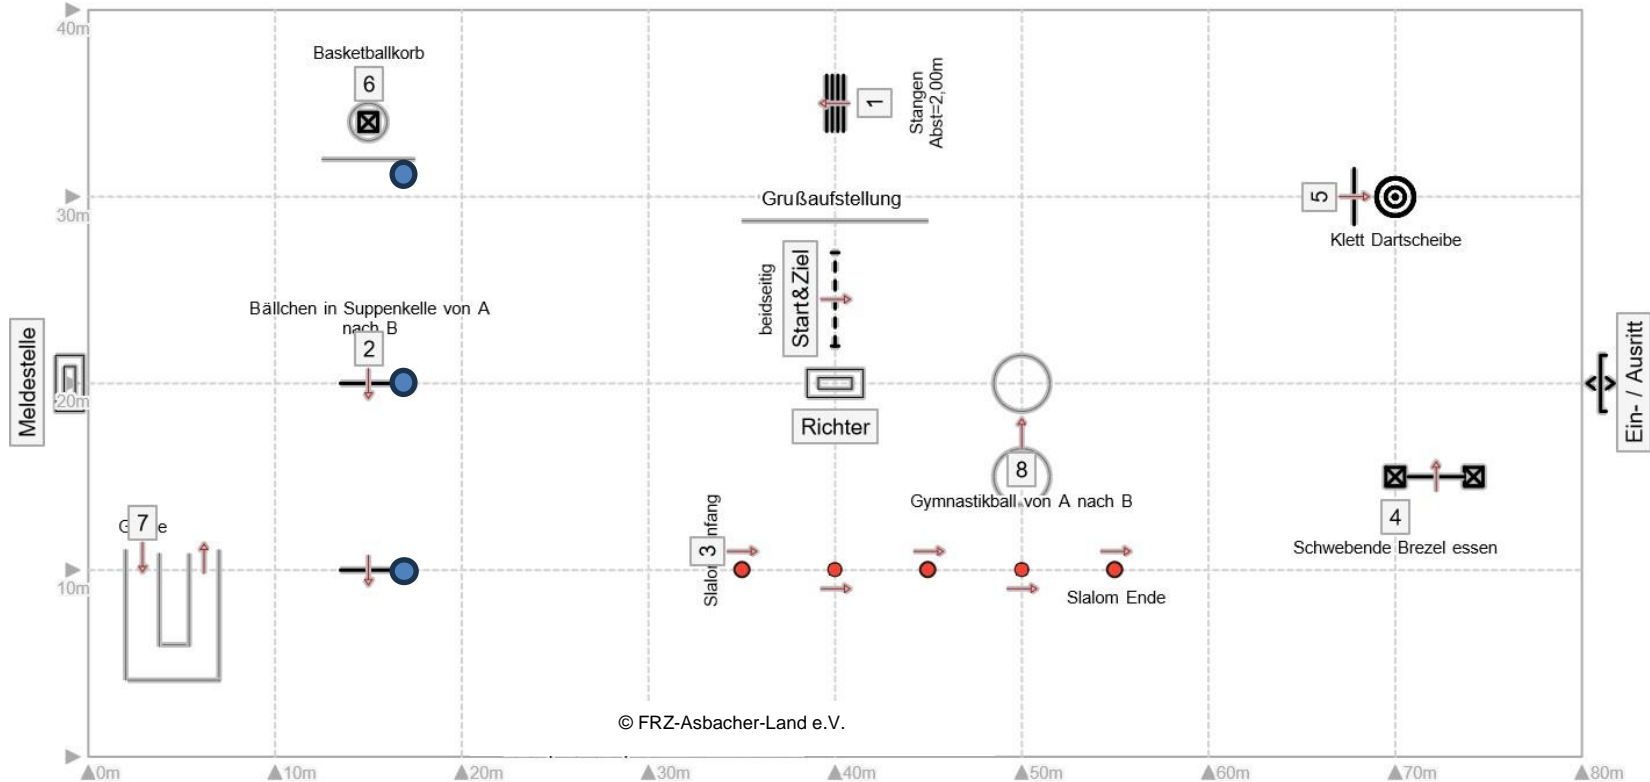 40m
Basketballkorb
6
1
Stangen
Abst=2,00m
30m
Grußaufstellung
5
Klett Dartscheibe
beidseitig
Start&Ziel
Bällchen in Suppenkelle von A
nach B
2
Meldestelle
20m
Richter
Ein- / Ausritt
8
Gymnastikball von A nach B
4
Schwebende Brezel essen
7
3
10m
Slalom Ende
© FRZ-Asbacher-Land e.V.
0m
10m
20m
30m
40m
50m
60m
70m
80m